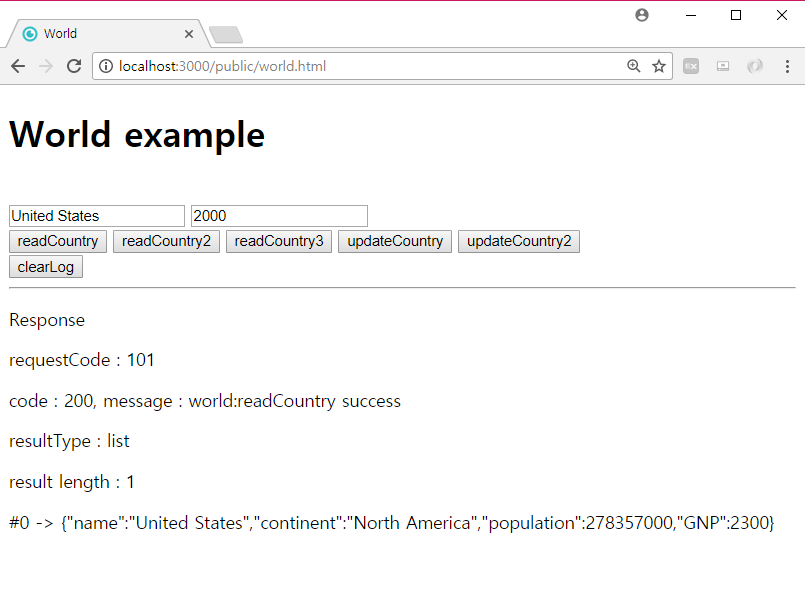 World
localhost:3000/public/world.html
World example
United States 2000
readCountry readCountry2 readCountry3 updateCountry updateCountry2
clearLog
Response
requestCode : 101
code : 200, message : world:readCountry success
resultType : list
result length : 1
#0 -> {"name":"United States","continent":"North America","population":278357000,"GNP":2300}